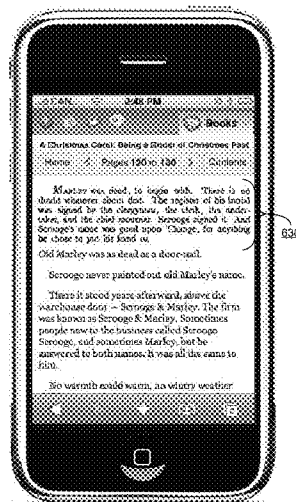 2:48 PM
Books
A Christmas Carol: Being a Ghost of Christmas Past
Home < Pages 120 to 130 > Contents
Marley was dead, to begin with. There is no
doubt whatever about that. The register of his burial
was signed by the clergyman, the clerk, the under-
taker, and the chief mourner. Scrooge signed it. And
Scrooge's name was good upon 'Change, for anything
he chose to put his hand to.
Old Marley was as dead as a door-nail.
Scrooge never painted out old Marley's name.
There it stood years afterward, above the
warehouse door – Scrooge & Marley. The firm
was known as Scrooge & Marley. Sometimes
people new to the business called Scrooge
Scrooge, and sometimes Marley, but he
answered to both names. It was all the same to
him.
No warmth could warm, no wintry weather